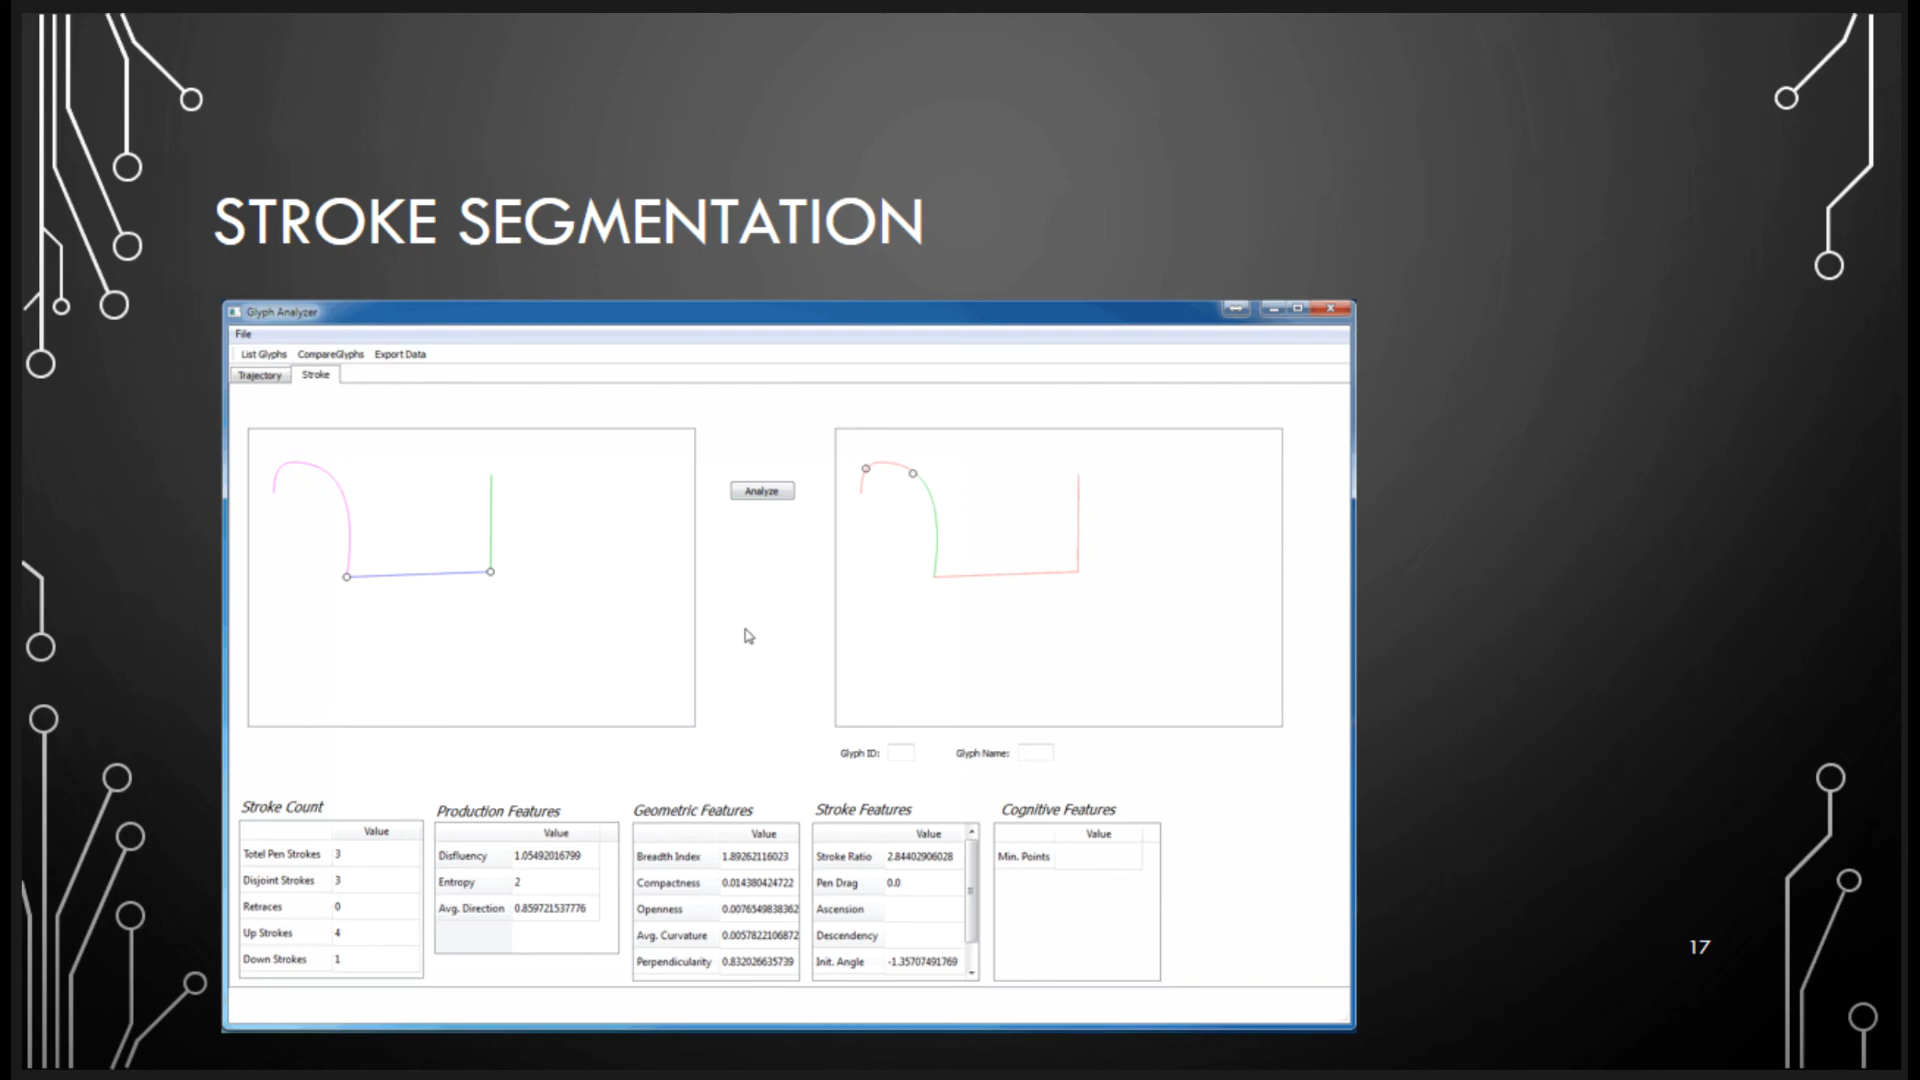 STROKE SEGMENTATION
Glyph Analyzer
File
List Glyphs CompareGlyphs Export Data
Trajectory Stroke
Analyze
Glyph ID: Glyph Name:
Stroke Count
Value
Totel Pen Strokes 3
Disjoint Strokes 3
Retraces 0
Up Strokes 4
Down Strokes 1
Production Features
Value
Disfluency 1.05492016799
Entropy 2
Avg. Direction 0.859721537776
Geometric Features
Value
Breadth Index 1.89262116023
Compactness 0.014380424722
Openness 0.0076549838362
Avg. Curvature 0.0057822106872
Perpendicularity 0.832026635739
Stroke Features
Value
Stroke Ratio 2.84402906028
Pen Drag 0.0
Ascension
Descendency
Init. Angle -1.35707491769
Cognitive Features
Value
Min. Points
17